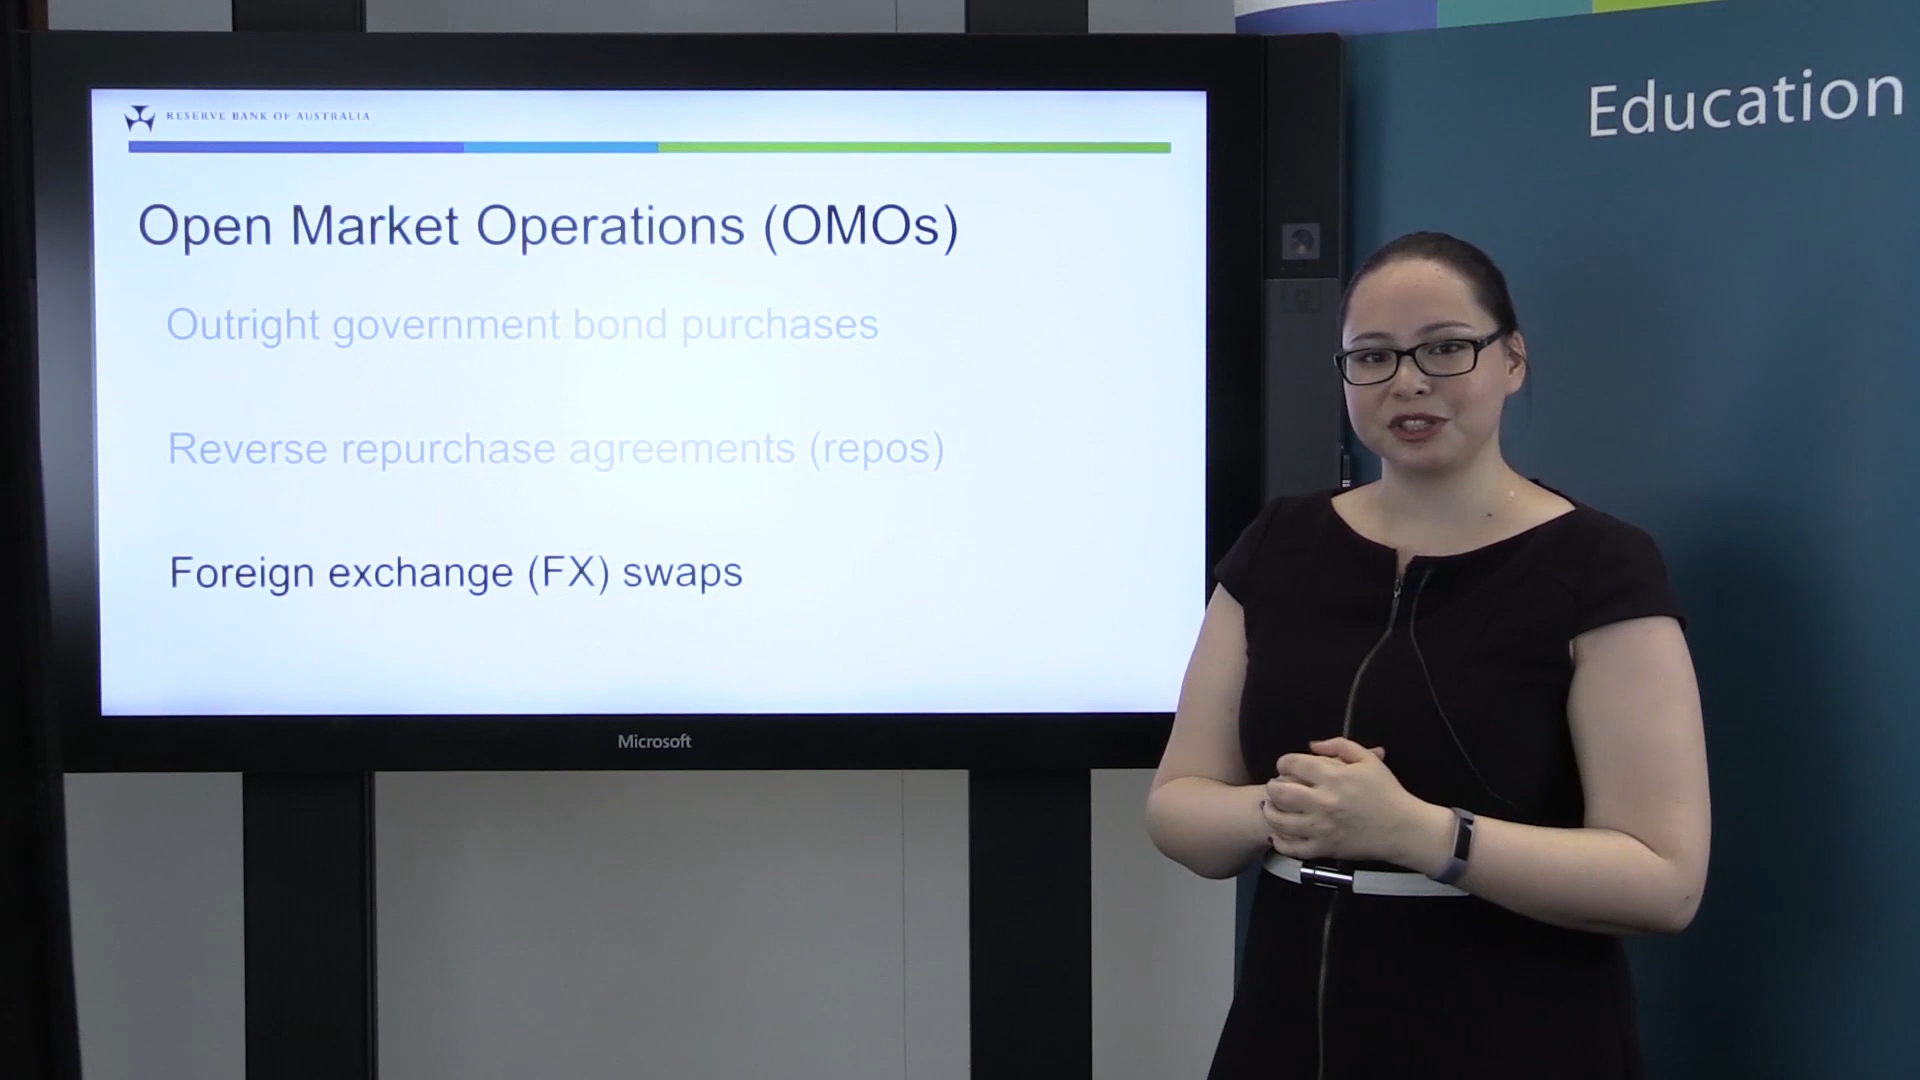 RESERVE BANK OF AUSTRALIA
Education
Open Market Operations (OMOs)
Outright government bond purchases
Reverse repurchase agreements (repos)
Foreign exchange (FX) swaps
Microsoft